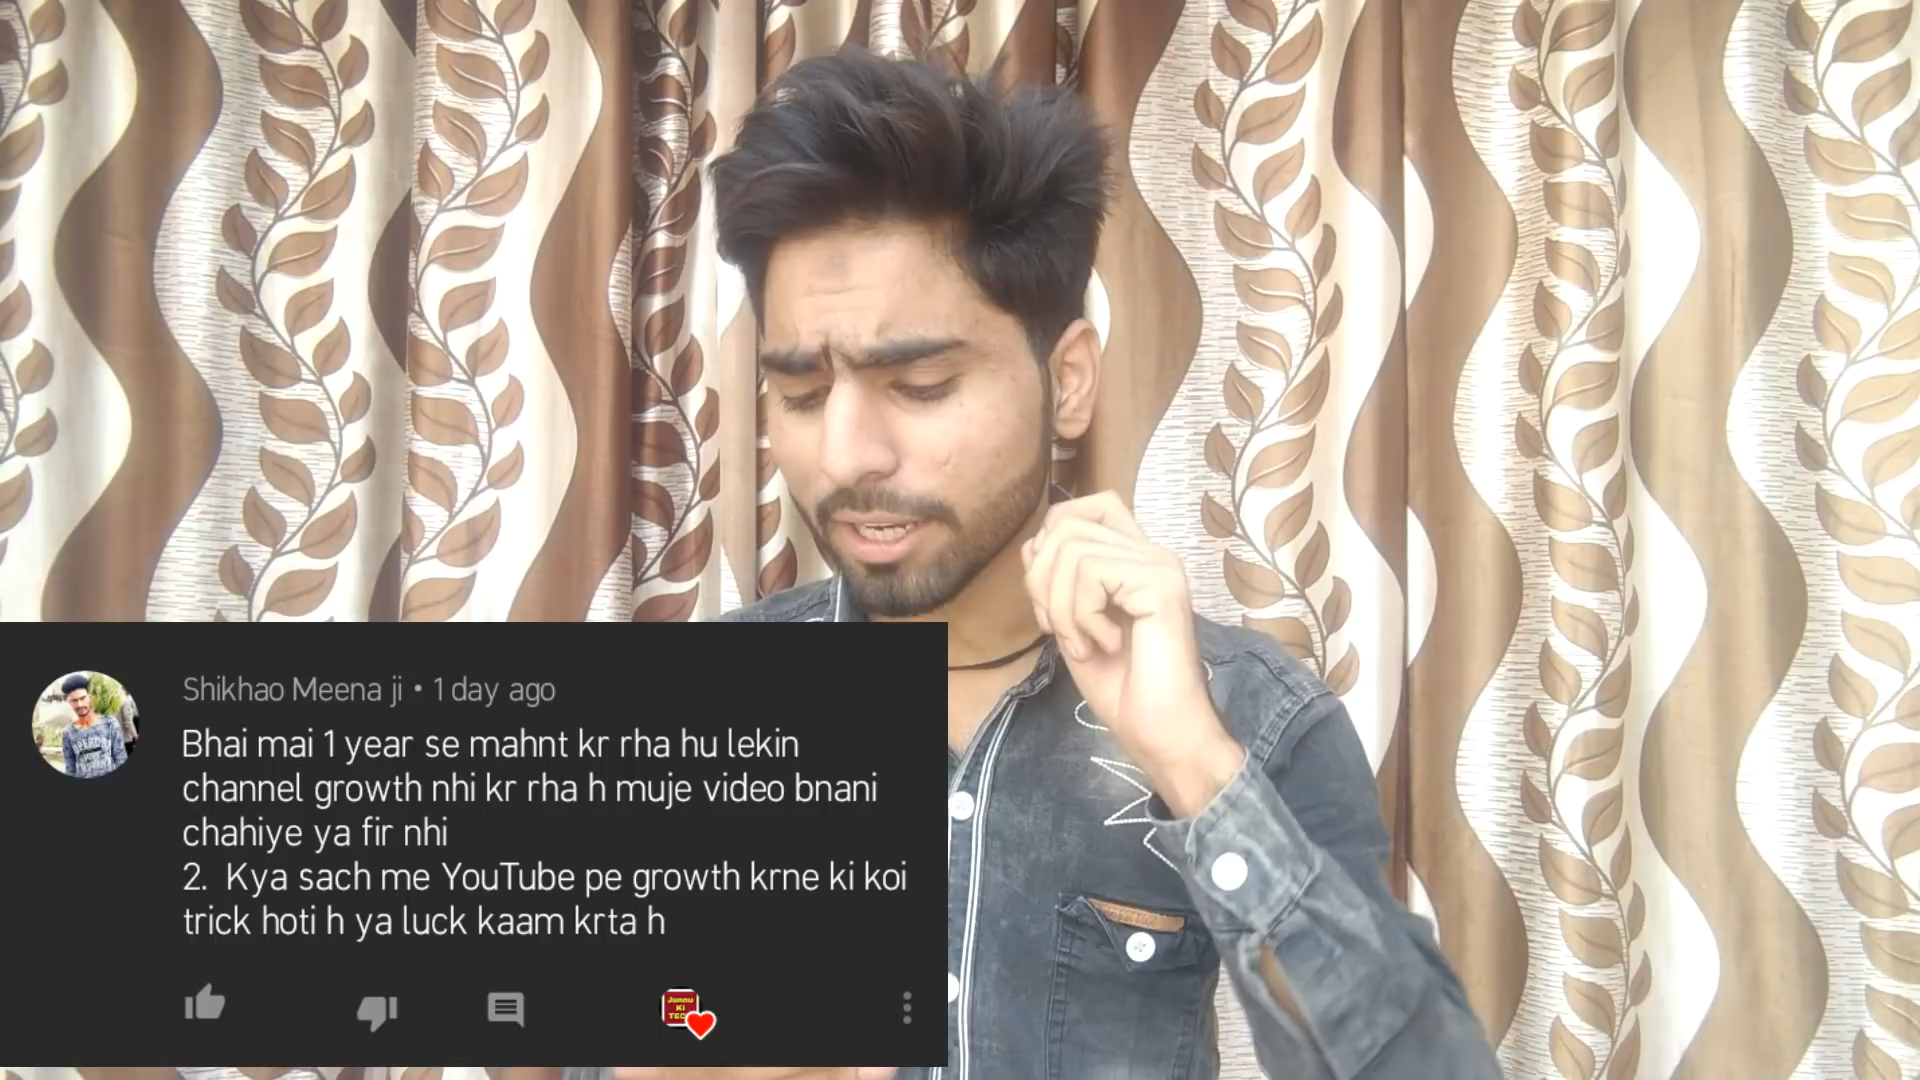 Shikhao Meena ji • 1 day ago
Bhai mai 1 year se mahnt kr rha hu lekin
channel growth nhi kr rha h muje video bnani
chahiye ya fir nhi
2. Kya sach me YouTube pe growth krne ki koi
trick hoti h ya luck kaam krta h
Junnu
Ki